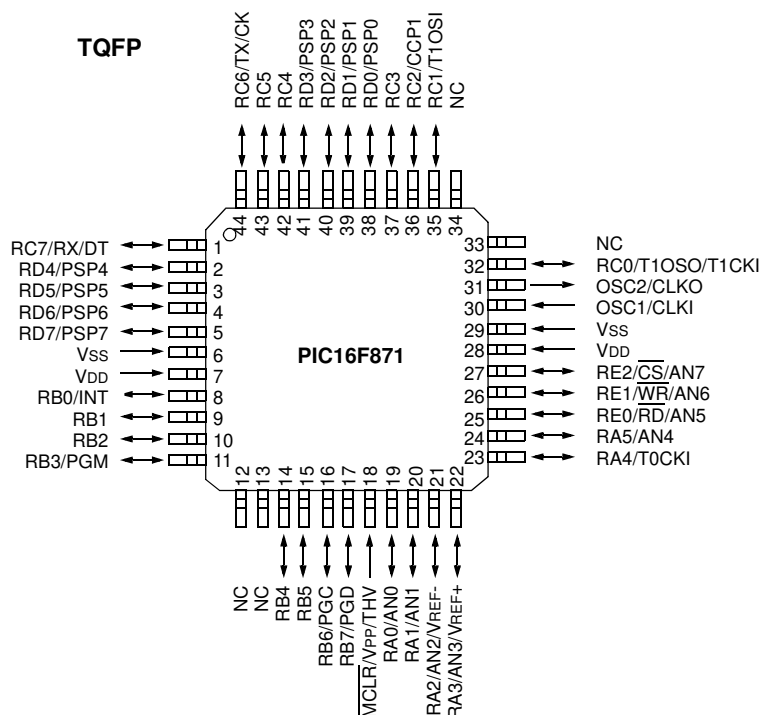 TQFP
RC6/TX/CK
RC5
RC4
RD3/PSP3
RD2/PSP2
RD1/PSP1
RD0/PSP0
RC3
RC2/CCP1
RC1/T1OSI
NC
44
43
42
41
40
39
38
37
36
35
34
RC7/RX/DT
RD4/PSP4
RD5/PSP5
RD6/PSP6
RD7/PSP7
VSS
VDD
RB0/INT
RB1
RB2
RB3/PGM
1
2
3
4
5
6
7
8
9
10
11
PIC16F871
33
32
31
30
29
28
27
26
25
24
23
NC
RC0/T1OSO/T1CKI
OSC2/CLKO
OSC1/CLKI
VSS
VDD
RE2/CS/AN7
RE1/WR/AN6
RE0/RD/AN5
RA5/AN4
RA4/T0CKI
12
13
14
15
16
17
18
19
20
21
22
NC
NC
RB4
RB5
RB6/PGC
RB7/PGD
MCLR/VPP/THV
RA0/AN0
RA1/AN1
RA2/AN2/VREF-
RA3/AN3/VREF+